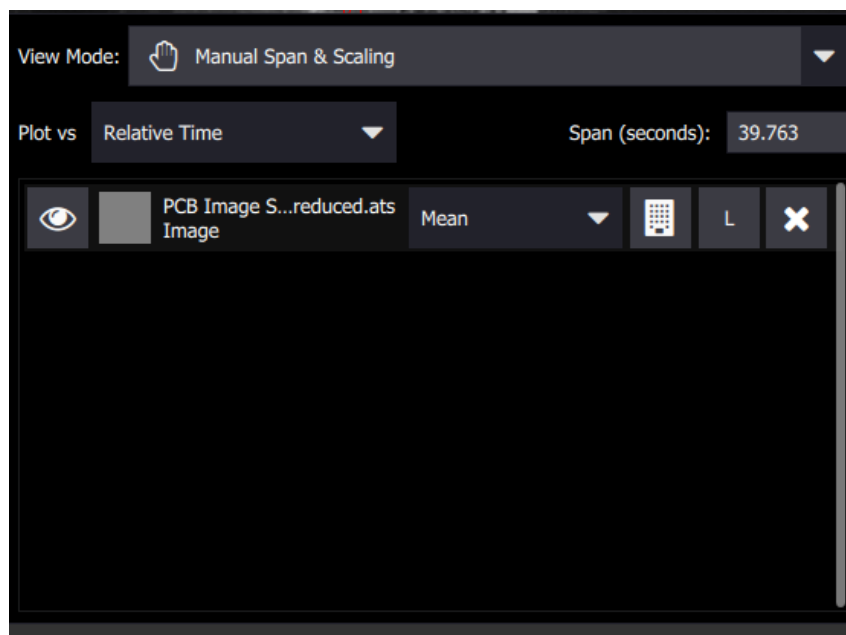 View Mode: Manual Span & Scaling
Plot vs Relative Time Span (seconds): 39.763
PCB Image S...reduced.ats
Image
Mean
L